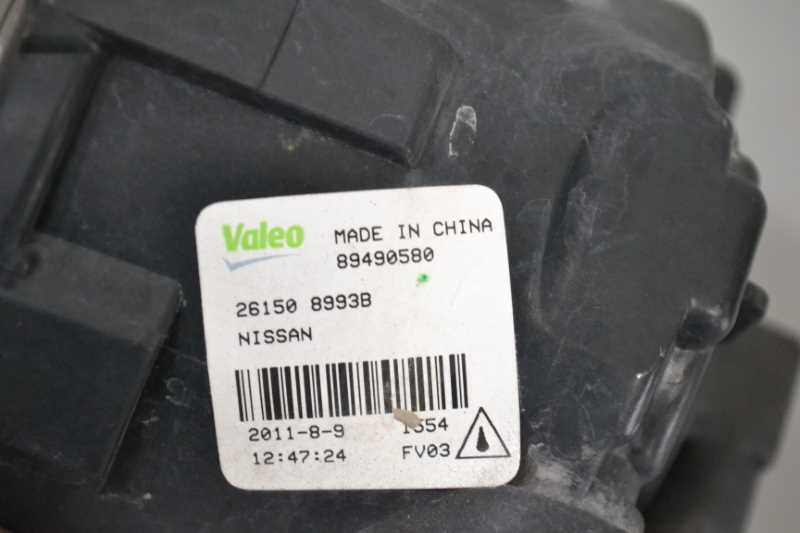 Valeo MADE IN CHINA
89490580
26150 8993B
NISSAN
2011-8-9
12:47:24 FV03